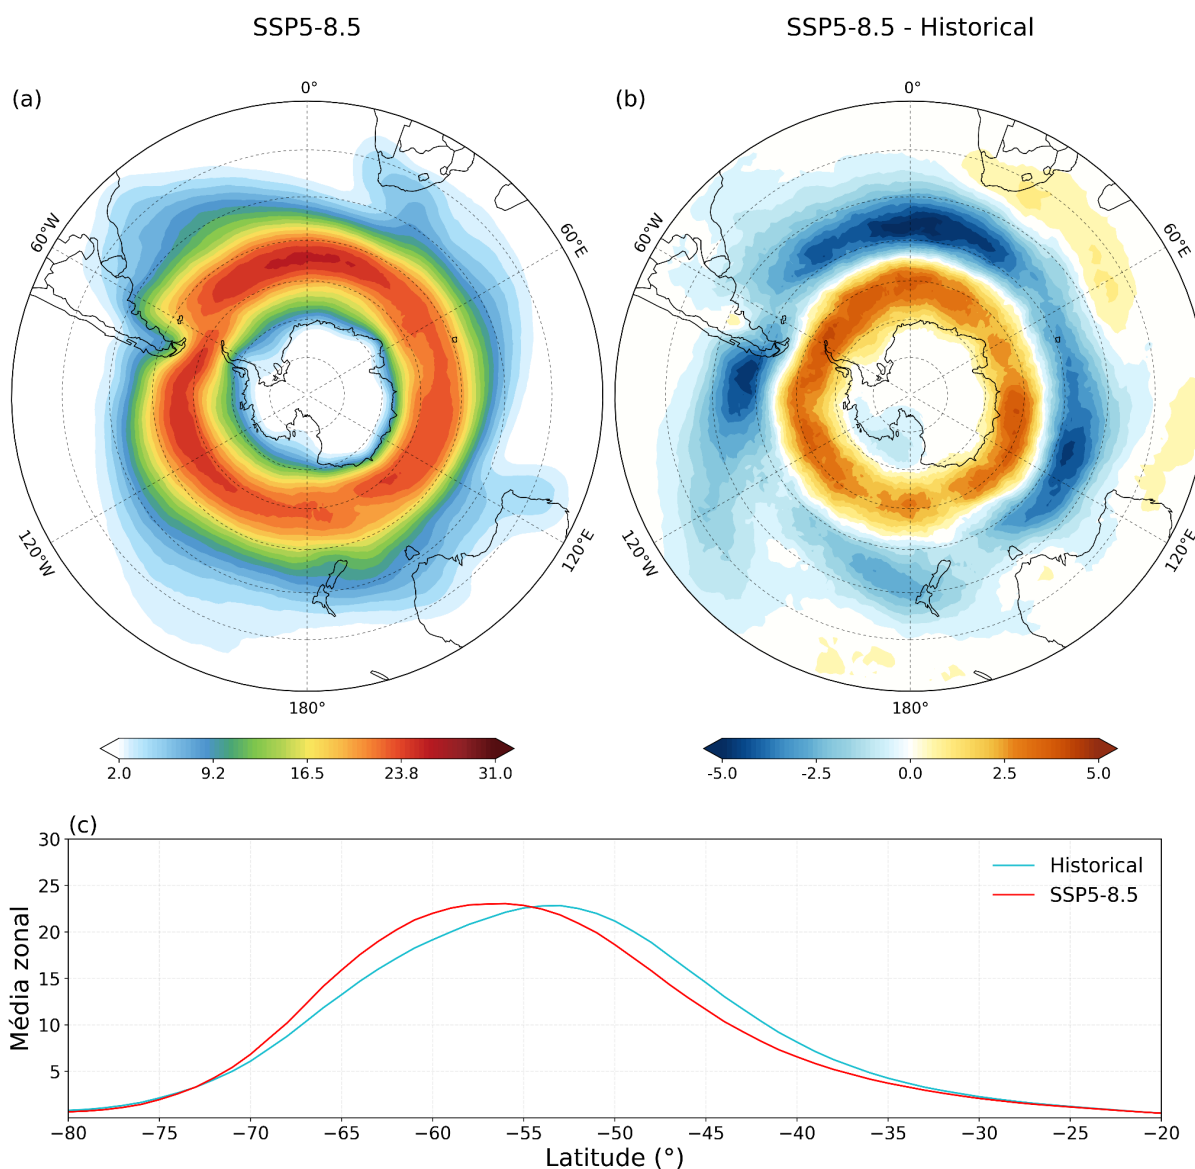 SSP5-8.5
SSP5-8.5 - Historical
(a)
(b)
0°
0°
60°W
60°E
60°W
60°E
120°W
120°E
120°W
120°E
180°
180°
2.0 9.2 16.5 23.8 31.0
-5.0 -2.5 0.0 2.5 5.0
(c)
30
25
20
15
10
5
Média zonal
Historical
SSP5-8.5
−80 −75 −70 −65 −60 −55 −50 −45 −40 −35 −30 −25 −20
Latitude (°)